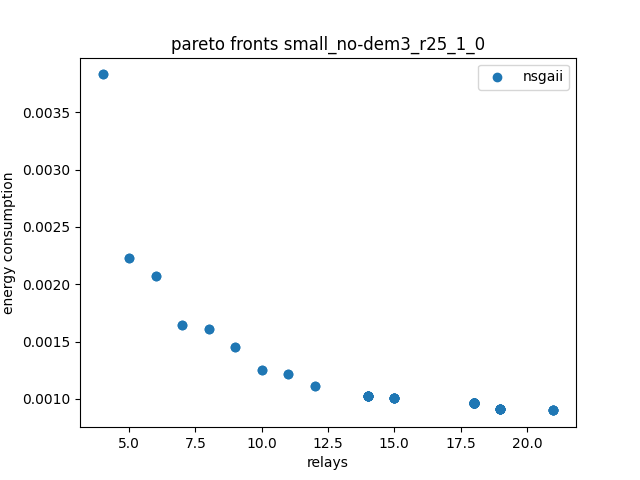 pareto fronts small_no-dem3_r25_1_0
nsgaii
0.0035
0.0030
0.0025
0.0020
0.0015
0.0010
energy consumption
5.0 7.5 10.0 12.5 15.0 17.5 20.0
relays